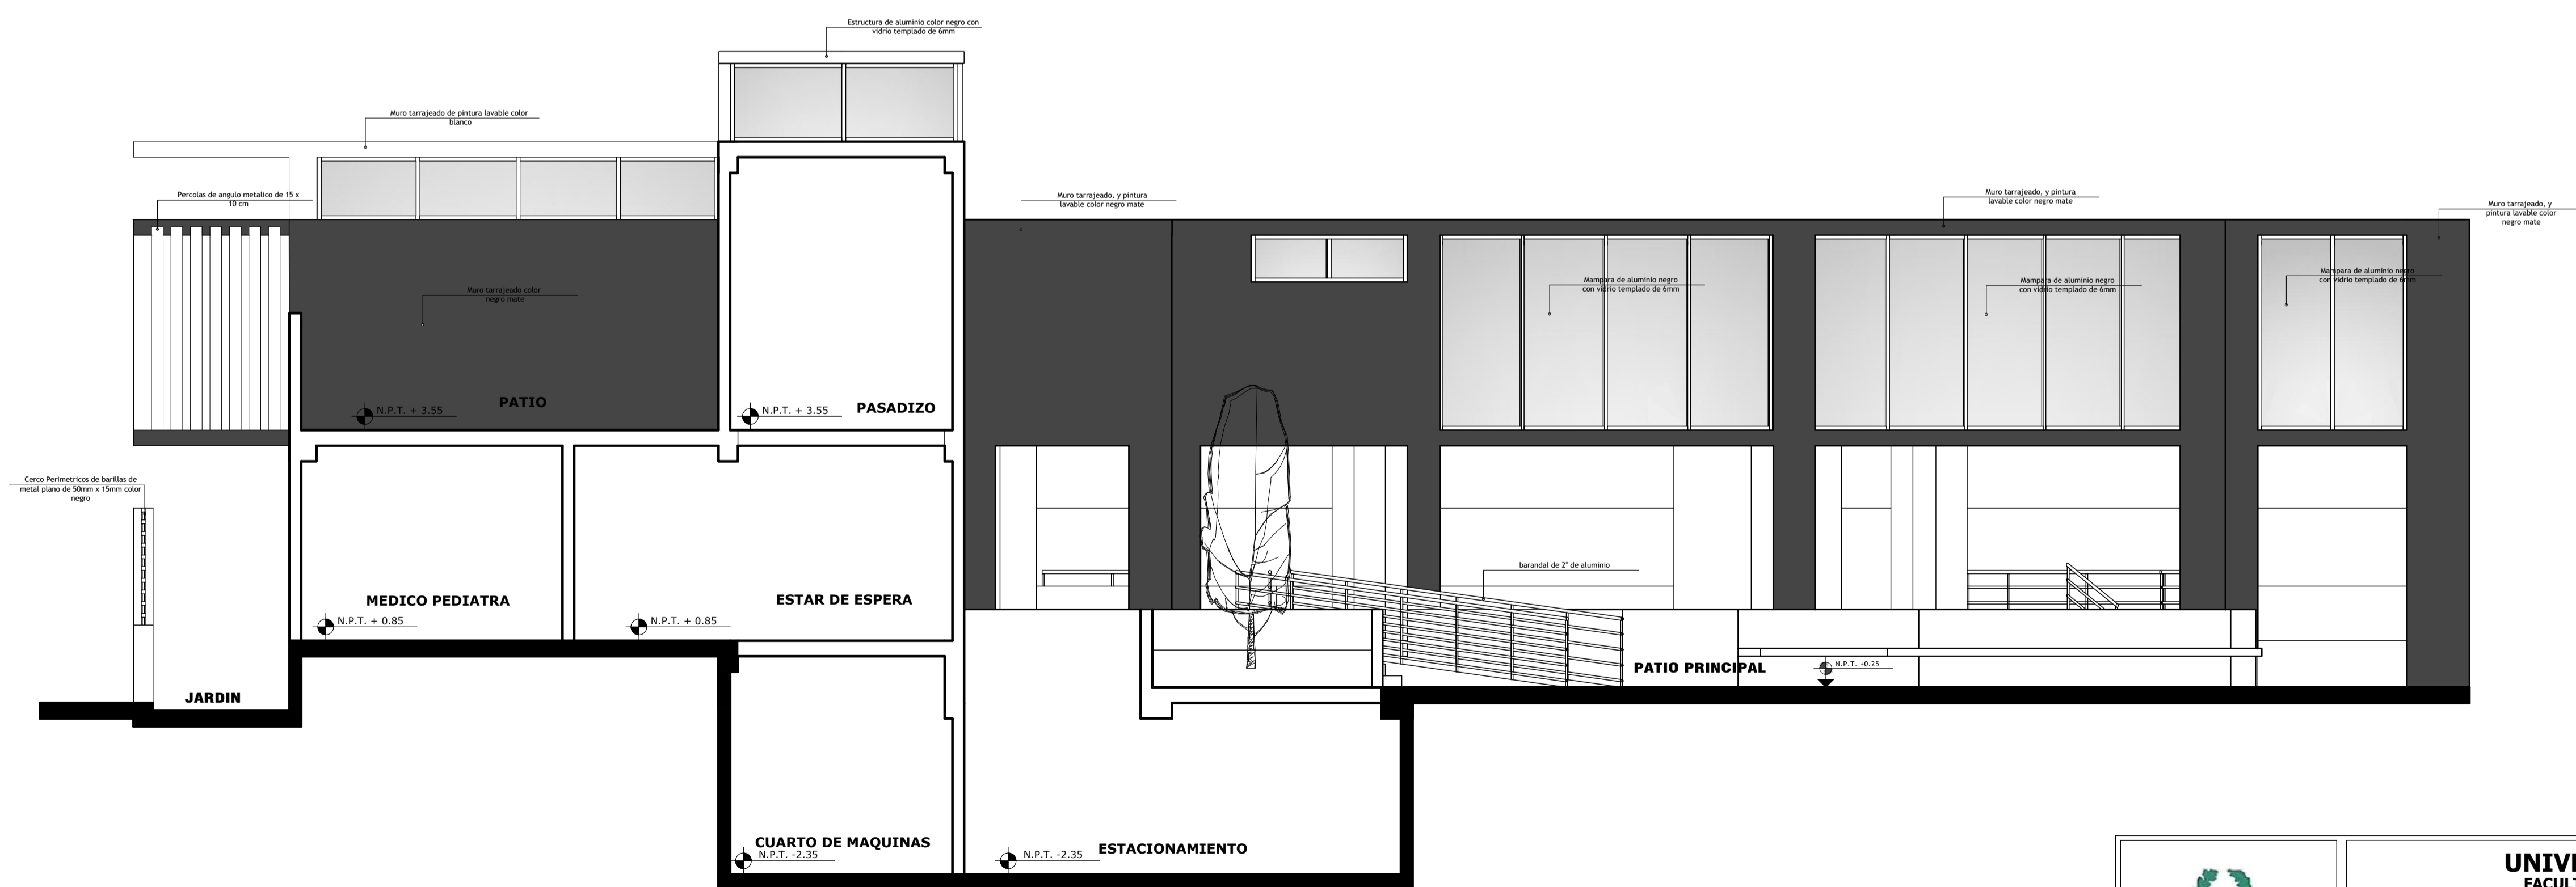 Estructura de aluminio color negro con
vidrio templado de 6mm
Muro tarrajeado de pintura lavable color
blanco
Percolas de angulo metalico de 15 x
10 cm
Muro tarrajeado, y pintura
lavable color negro mate
Muro tarrajeado, y pintura
lavable color negro mate
Muro tarrajeado, y
pintura lavable color
negro mate
Muro tarrajeado color
negro mate
Mampara de aluminio negro
con vidrio templado de 6mm
Mampara de aluminio negro
con vidrio templado de 6mm
Mampara de aluminio negro
con vidrio templado de 6mm
PATIO
N.P.T. + 3.55
PASADIZO
N.P.T. + 3.55
Cerco Perimetricos de barillas de
metal plano de 50mm x 15mm color
negro
barandal de 2" de aluminio
MEDICO PEDIATRA
N.P.T. + 0.85
ESTAR DE ESPERA
N.P.T. + 0.85
PATIO PRINCIPAL
N.P.T. +0.25
JARDIN
CUARTO DE MAQUINAS
N.P.T. -2.35
ESTACIONAMIENTO
N.P.T. -2.35
UNIVE
FACULT